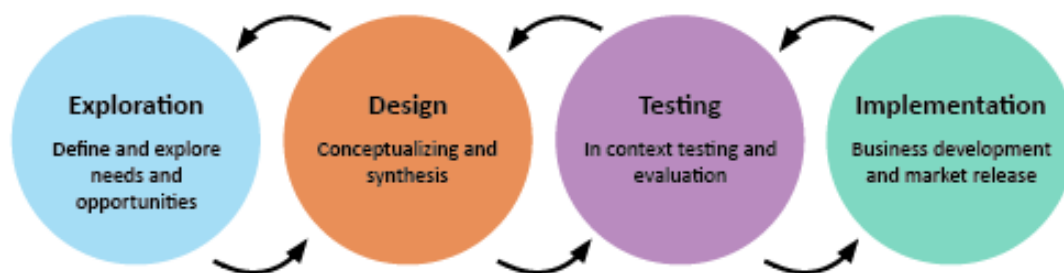 Exploration
Define and explore
needs and
opportunities
Design
Conceptualizing and
synthesis
Testing
In context testing and
evaluation
Implementation
Business development
and market release